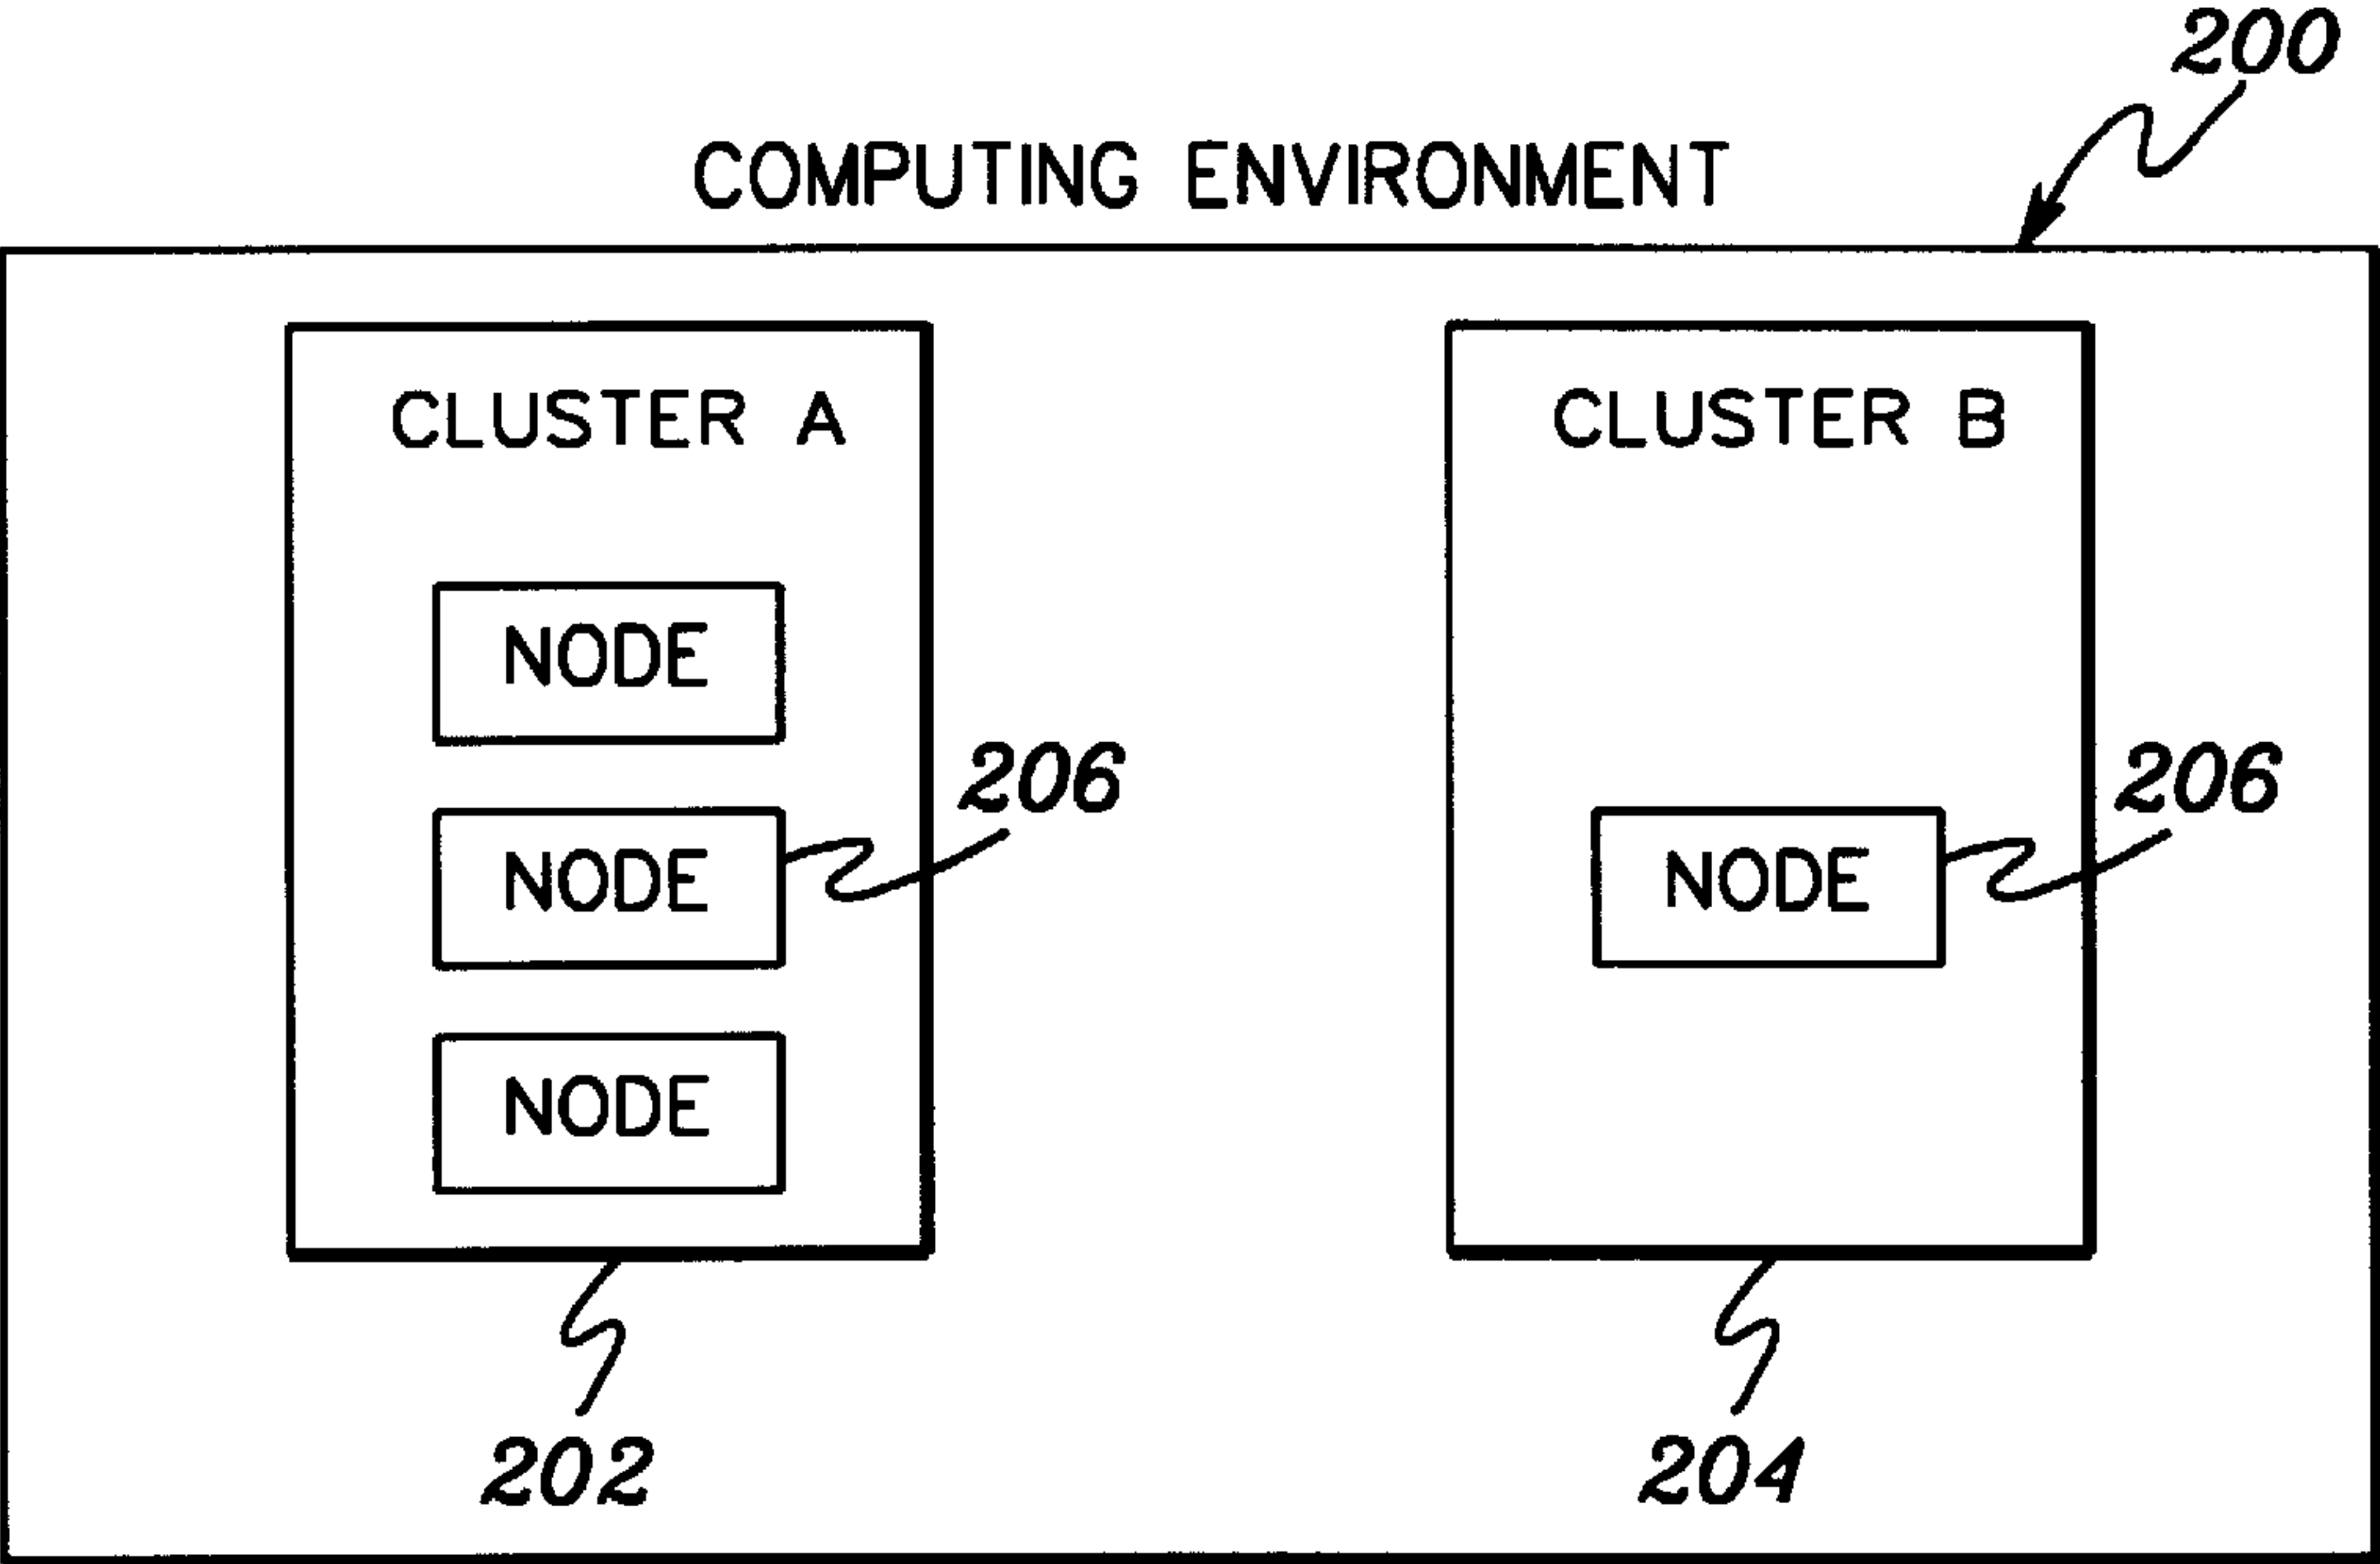 200
COMPUTING ENVIRONMENT
CLUSTER A
NODE
NODE
206
NODE
202
CLUSTER B
NODE
206
204